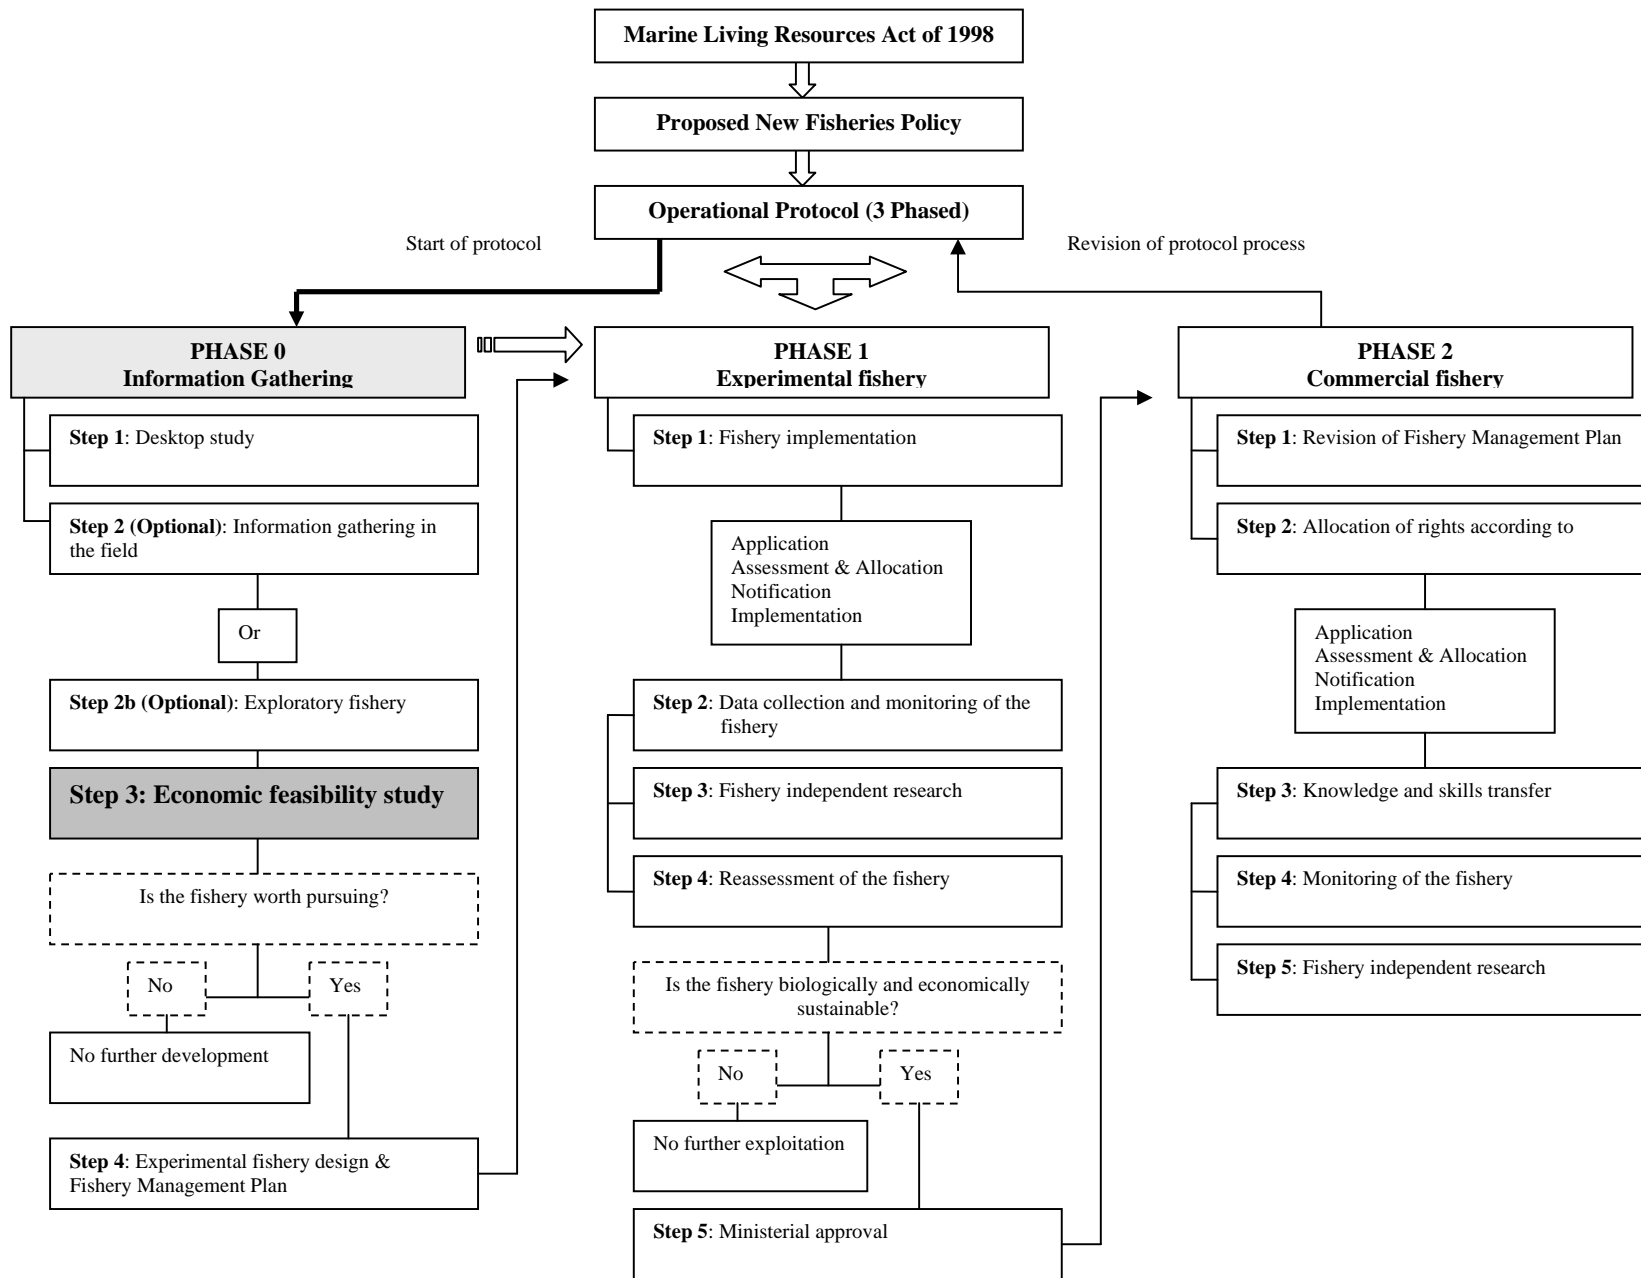 Marine Living Resources Act of 1998
Proposed New Fisheries Policy
Operational Protocol (3 Phased)
Start of protocol
Revision of protocol process
PHASE 0
Information Gathering
Step 1: Desktop study
Step 2 (Optional): Information gathering in
the field
Or
Step 2b (Optional): Exploratory fishery
Step 3: Economic feasibility study
Is the fishery worth pursuing?
No
Yes
No further development
Step 4: Experimental fishery design &
Fishery Management Plan
PHASE 1
Experimental fishery
Step 1: Fishery implementation
Application
Assessment & Allocation
Notification
Implementation
Step 2: Data collection and monitoring of the
fishery
Step 3: Fishery independent research
Step 4: Reassessment of the fishery
Is the fishery biologically and economically
sustainable?
No
Yes
No further exploitation
Step 5: Ministerial approval
PHASE 2
Commercial fishery
Step 1: Revision of Fishery Management Plan
Step 2: Allocation of rights according to
Application
Assessment & Allocation
Notification
Implementation
Step 3: Knowledge and skills transfer
Step 4: Monitoring of the fishery
Step 5: Fishery independent research